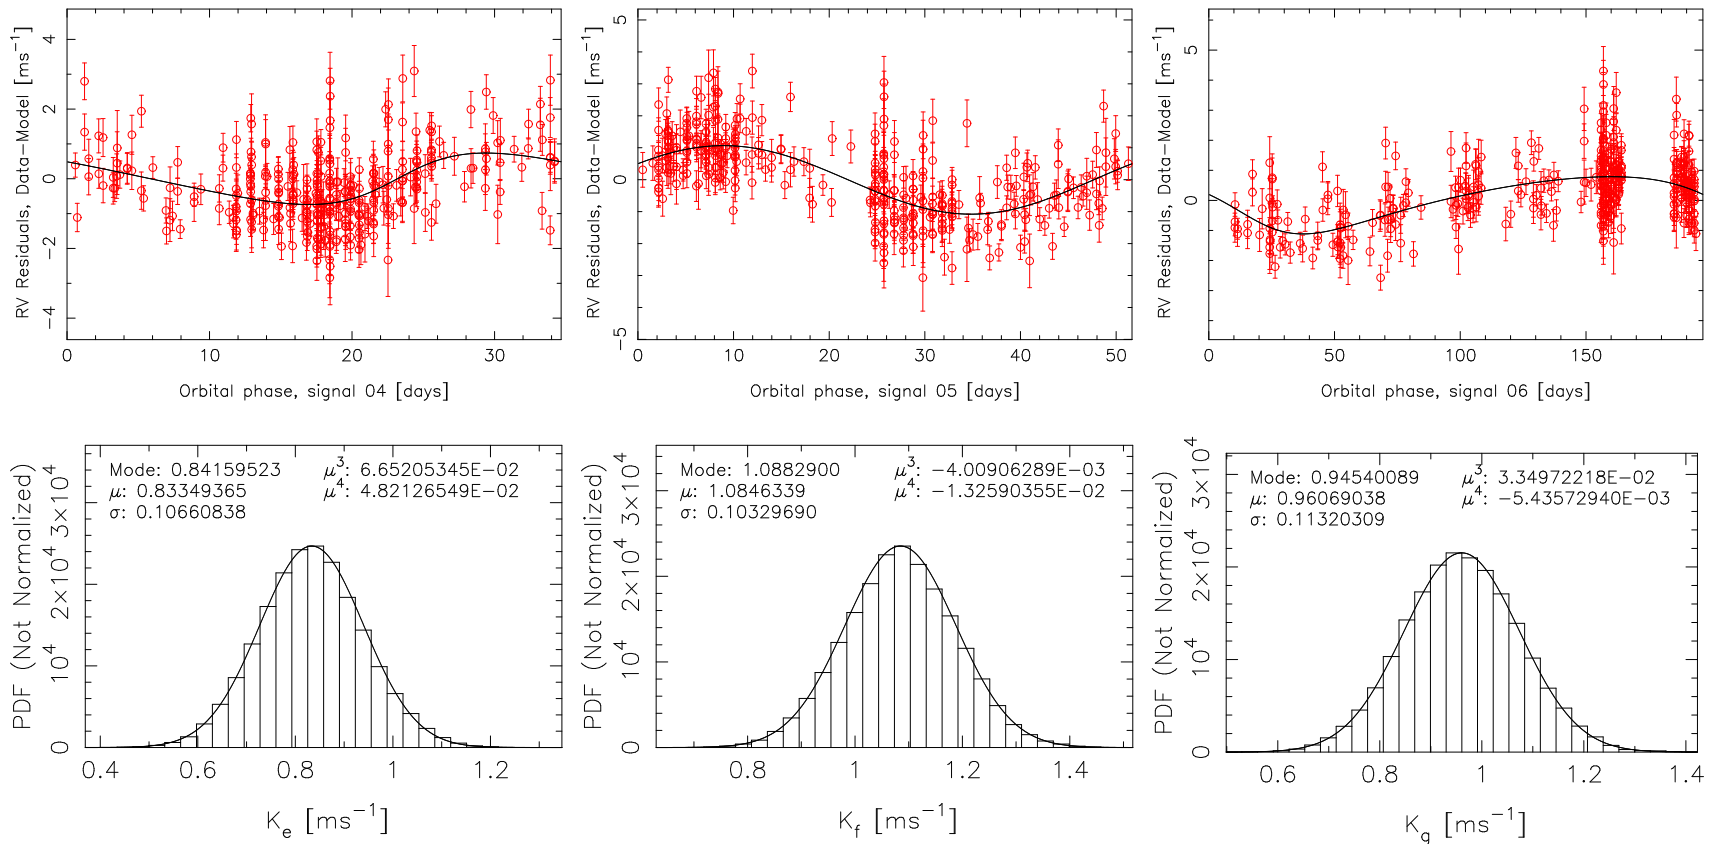 RV Residuals, Data-Model [ms⁻¹]
4
2
0
-2
-4
0 10 20 30
Orbital phase, signal 04 [days]
RV Residuals, Data-Model [ms⁻¹]
5
0
-5
0 10 20 30 40 50
Orbital phase, signal 05 [days]
RV Residuals, Data-Model [ms⁻¹]
5
0
0 50 100 150
Orbital phase, signal 06 [days]
PDF (Not Normalized)
3×10⁴
2×10⁴
10⁴
0
Mode: 0.84159523
μ: 0.83349365
σ: 0.10660838
μ³: 6.65205345E-02
μ⁴: 4.82126549E-02
0.4 0.6 0.8 1 1.2
K_e [ms⁻¹]
PDF (Not Normalized)
3×10⁴
2×10⁴
10⁴
0
Mode: 1.0882900
μ: 1.0846339
σ: 0.10329690
μ³: -4.00906289E-03
μ⁴: -1.32590355E-02
0.8 1 1.2 1.4
K_f [ms⁻¹]
PDF (Not Normalized)
3×10⁴
2×10⁴
10⁴
0
Mode: 0.94540089
μ: 0.96069038
σ: 0.11320309
μ³: 3.34972218E-02
μ⁴: -5.43572940E-03
0.6 0.8 1 1.2 1.4
K_g [ms⁻¹]